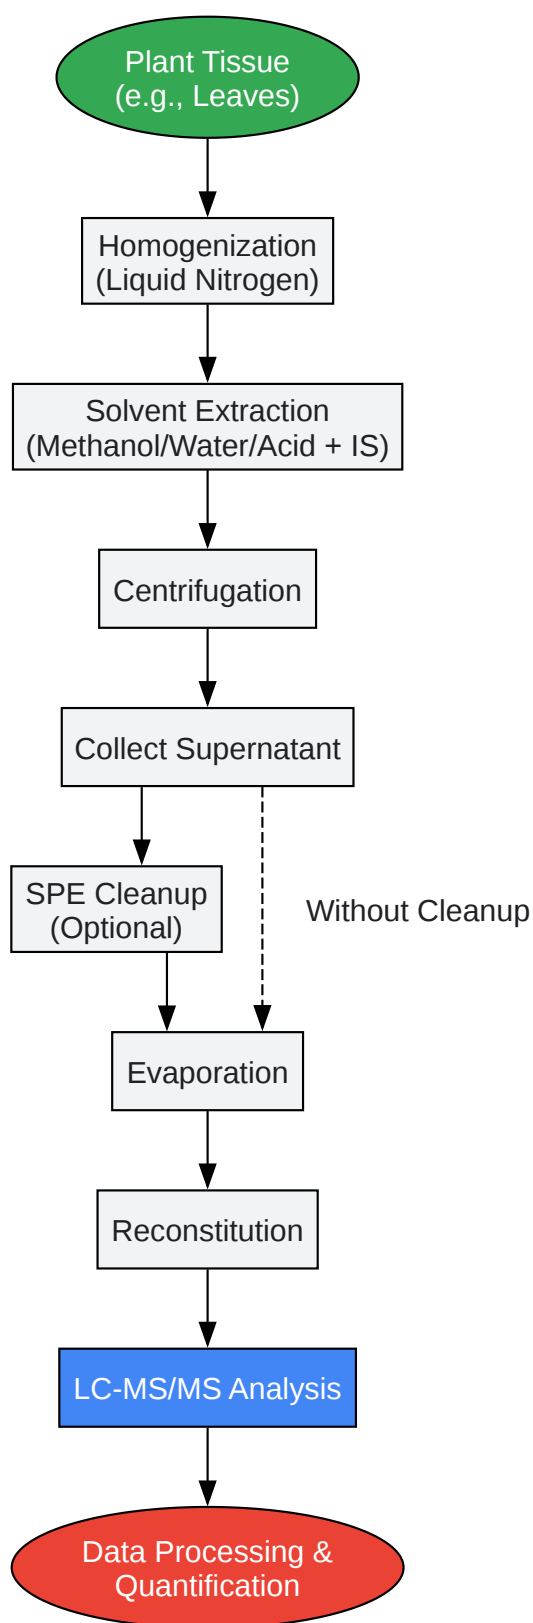 Plant Tissue
(e.g., Leaves)
Homogenization
(Liquid Nitrogen)
Solvent Extraction
(Methanol/Water/Acid + IS)
Centrifugation
Collect Supernatant
SPE Cleanup
(Optional)
Without Cleanup
Evaporation
Reconstitution
LC-MS/MS Analysis
Data Processing &
Quantification